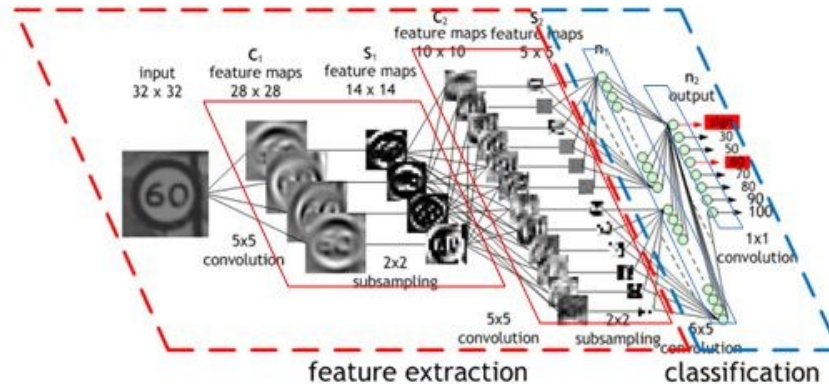 input
32 x 32
C1
feature maps
28 x 28
S1
feature maps
14 x 14
C2
feature maps
10 x 10
S2
feature maps
5 x 5
n1
n2
output
60
30
50
70
80
90
100
5x5
convolution
2x2
subsampling
5x5
convolution
2x2
subsampling
6x5
convolution
1x1
convolution
feature extraction
classification